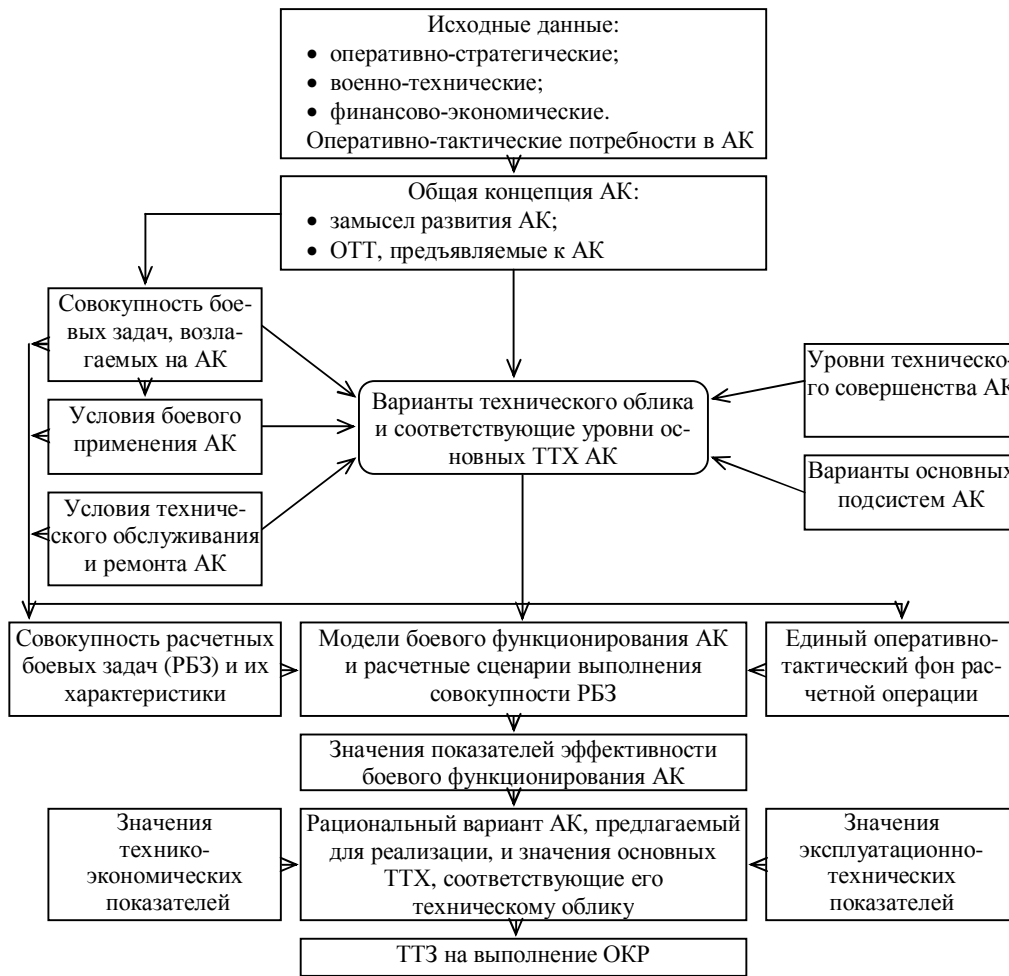 Исходные данные:
• оперативно-стратегические;
• военно-технические;
• финансово-экономические.
Оперативно-тактические потребности в АК
Общая концепция АК:
• замысел развития АК;
• ОТТ, предъявляемые к АК
Совокупность бое-
вых задач, возла-
гаемых на АК
Условия боевого
применения АК
Условия техниче-
ского обслуживания
и ремонта АК
Варианты технического облика
и соответствующие уровни ос-
новных ТТХ АК
Уровни техническо-
го совершенства АК
Варианты основных
подсистем АК
Совокупность расчетных
боевых задач (РБЗ) и их
характеристики
Модели боевого функционирования АК
и расчетные сценарии выполнения
совокупности РБЗ
Единый оперативно-
тактический фон рас-
четной операции
Значения показателей эффективности
боевого функционирования АК
Значения
технико-
экономических
показателей
Рациональный вариант АК, предлагаемый
для реализации, и значения основных
ТТХ, соответствующие его
техническому облику
Значения
эксплуатационно-
технических
показателей
ТТЗ на выполнение ОКР